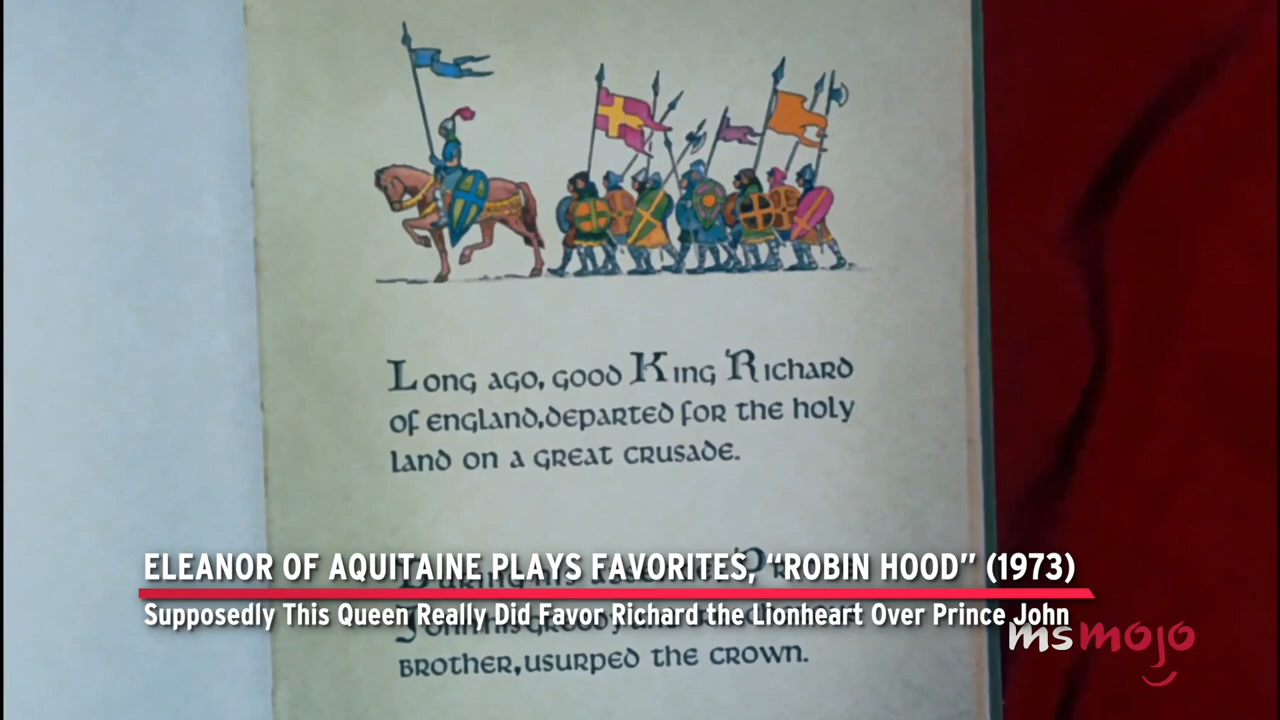 Long ago, good King Richard
of England, departed for the holy
land on a great crusade.
ELEANOR OF AQUITAINE PLAYS FAVORITES, “ROBIN HOOD” (1973)
Supposedly This Queen Really Did Favor Richard the Lionheart Over Prince John
msmojo
brother, usurped the crown.